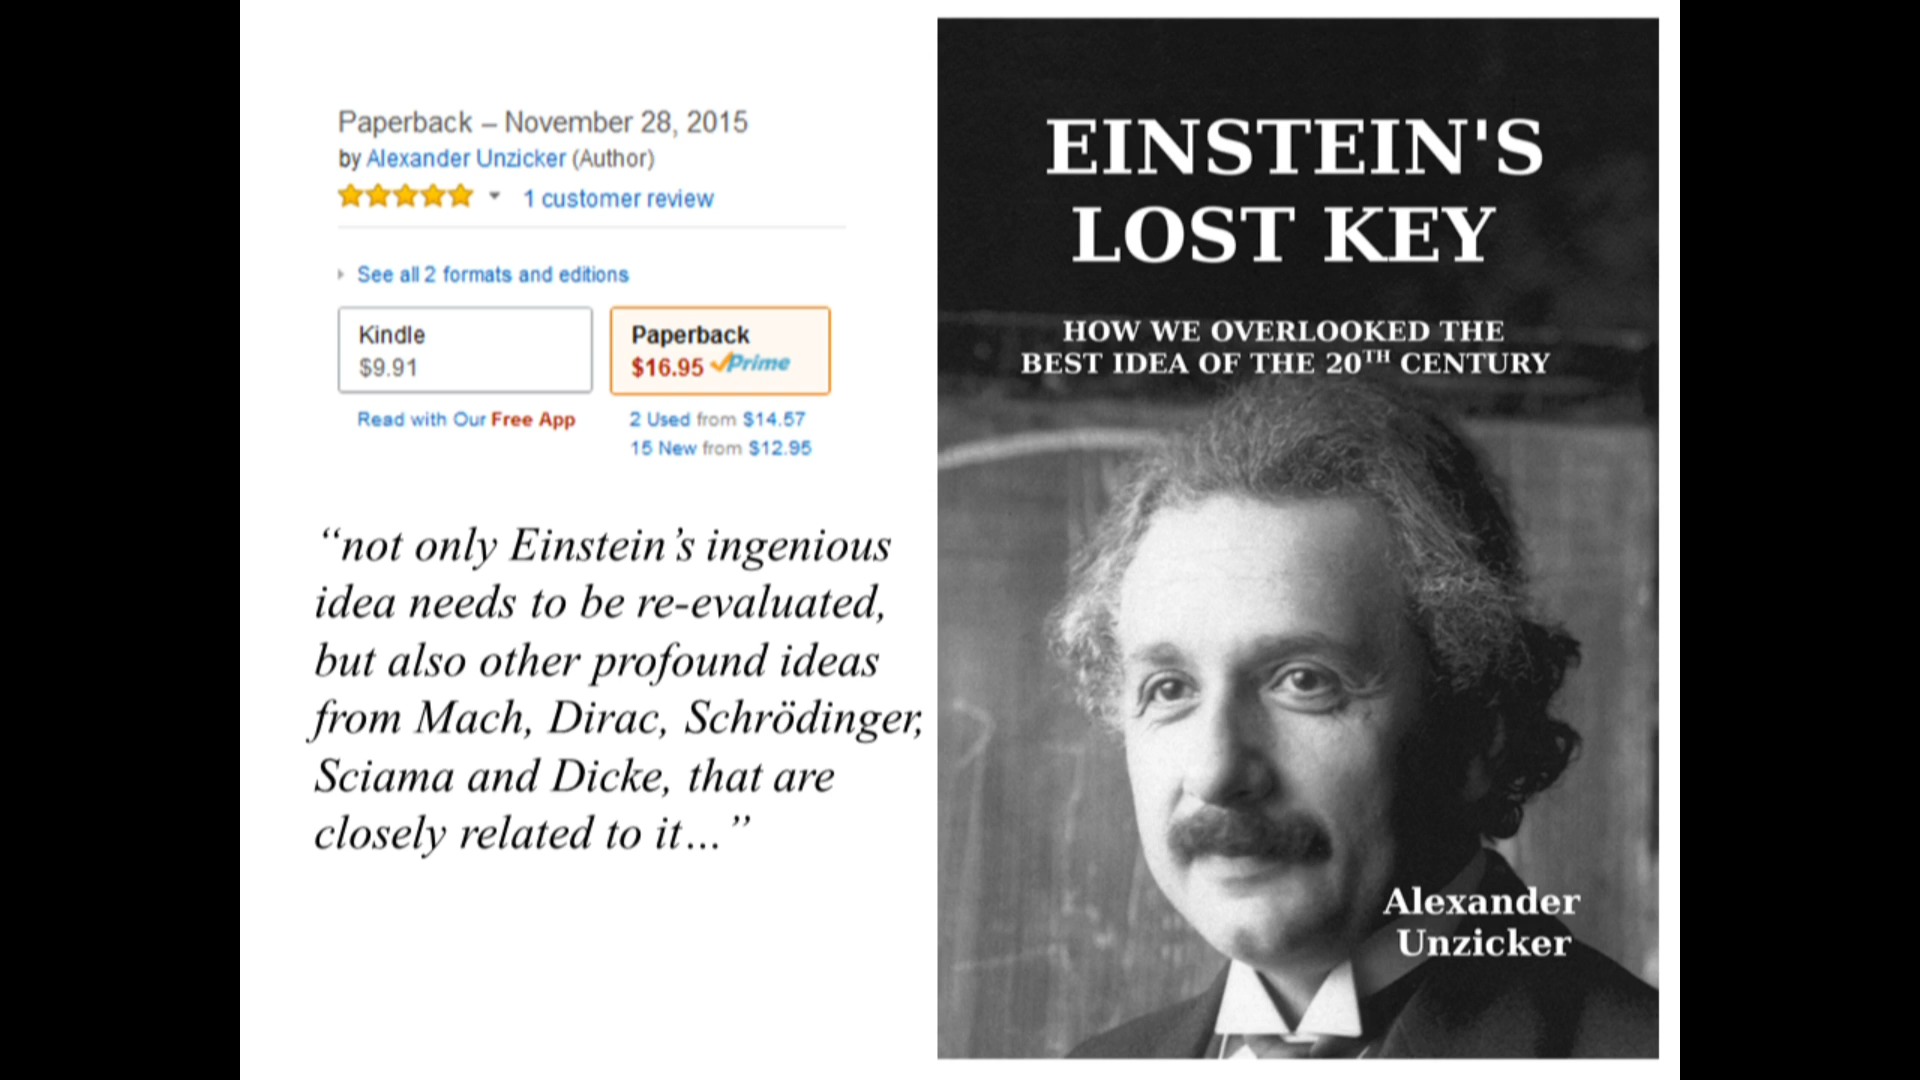 Paperback – November 28, 2015
by Alexander Unzicker (Author)
1 customer review
See all 2 formats and editions
Kindle
$9.91
Paperback
$16.95 Prime
Read with Our Free App
2 Used from $14.57
15 New from $12.95
“not only Einstein’s ingenious
idea needs to be re-evaluated,
but also other profound ideas
from Mach, Dirac, Schrödinger,
Sciama and Dicke, that are
closely related to it…”
EINSTEIN'S
LOST KEY
HOW WE OVERLOOKED THE
BEST IDEA OF THE 20TH CENTURY
Alexander
Unzicker